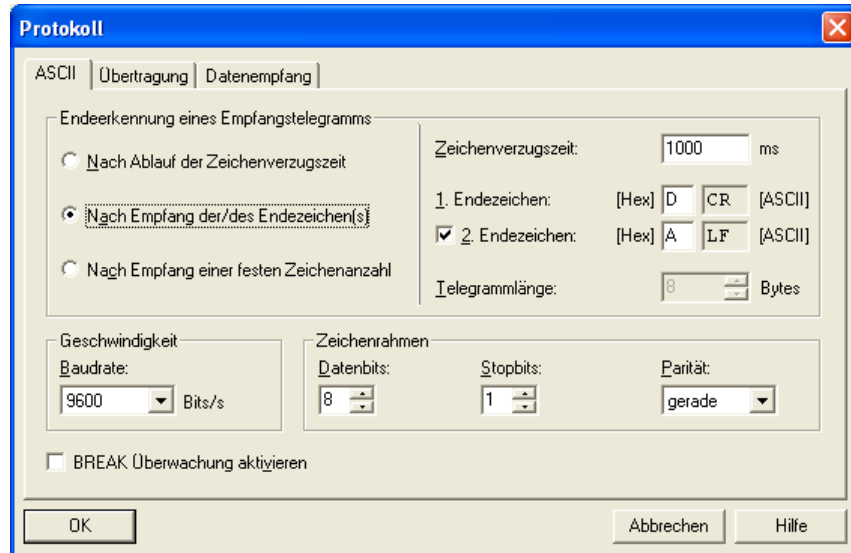 Protokoll
ASCII Übertragung Datenempfang
Endeerkennung eines Empfangstelegramms
Nach Ablauf der Zeichenverzugszeit
Nach Empfang der/des Endezeichen(s)
Nach Empfang einer festen Zeichenanzahl
Zeichenverzugszeit: 1000 ms
1. Endezeichen: [Hex] D CR [ASCII]
2. Endezeichen: [Hex] A LF [ASCII]
Telegrammlänge: 8 Bytes
Geschwindigkeit
Baudrate:
9600 Bits/s
Zeichenrahmen
Datenbits: Stopbits: Parität:
8 1 gerade
BREAK Überwachung aktivieren
OK Abbrechen Hilfe